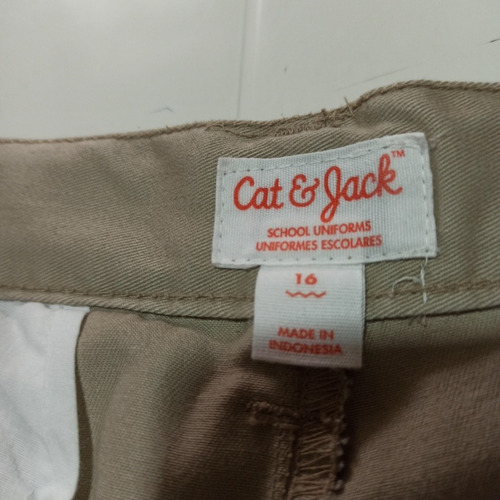 Cat & Jack™
SCHOOL UNIFORMS
UNIFORMES ESCOLARES
16
MADE IN
INDONESIA